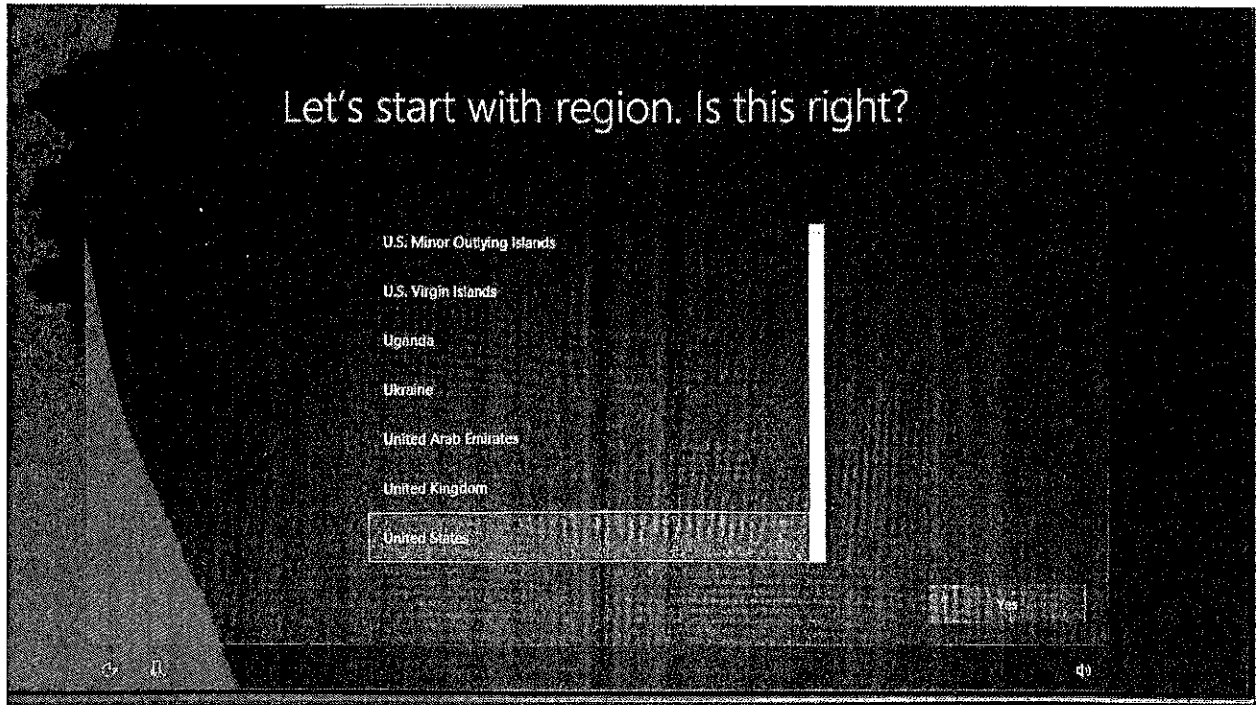 Let's start with region. Is this right?
U.S. Minor Outlying Islands
U.S. Virgin Islands
Uganda
Ukraine
United Arab Emirates
United Kingdom
United States
Yes